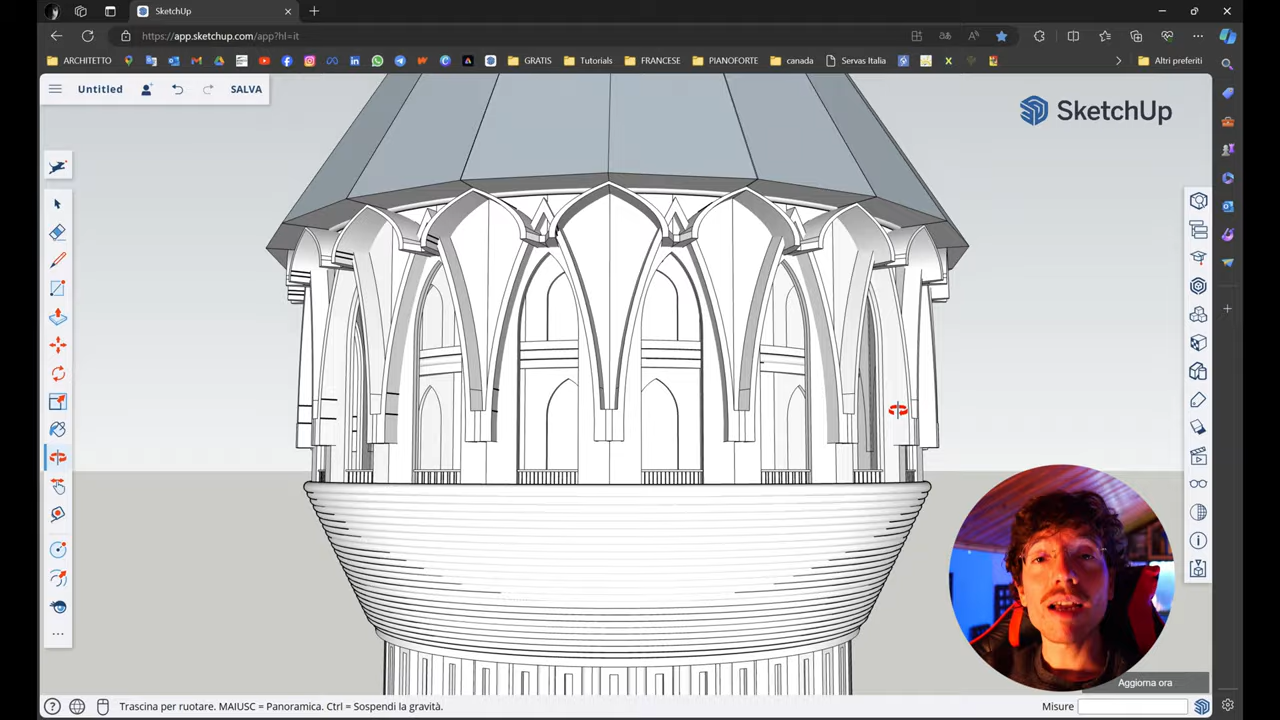 SketchUp
https://app.sketchup.com/app?hl=it
ARCHITETTO
GRATIS
Tutorials
FRANCESE
PIANOFORTE
canada
Servas Italia
Altri preferiti
Untitled
SALVA
SketchUp
Aggiorna ora
Trascina per ruotare. MAIUSC = Panoramica. Ctrl = Sospendi la gravità.
Misure